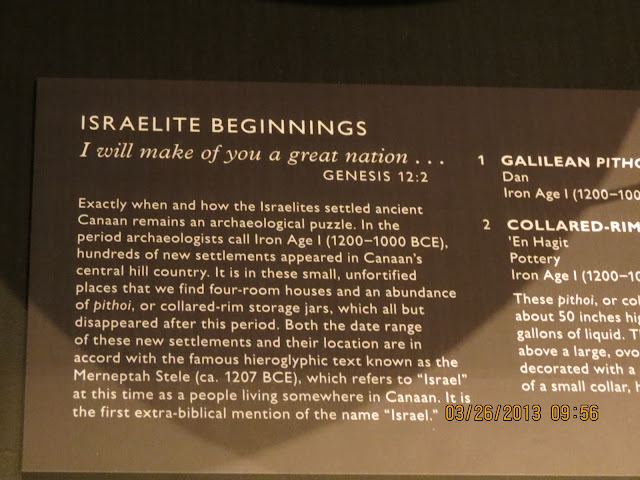 ISRAELITE BEGINNINGS
I will make of you a great nation . . .
GENESIS 12:2
Exactly when and how the Israelites settled ancient
Canaan remains an archaeological puzzle. In the
period archaeologists call Iron Age I (1200–1000 BCE),
hundreds of new settlements appeared in Canaan's
central hill country. It is in these small, unfortified
places that we find four-room houses and an abundance
of pithoi, or collared-rim storage jars, which all but
disappeared after this period. Both the date range
of these new settlements and their location are in
accord with the famous hieroglyphic text known as the
Merneptah Stele (ca. 1207 BCE), which refers to "Israel"
at this time as a people living somewhere in Canaan. It is
the first extra-biblical mention of the name "Israel."
1 GALILEAN
Dan
Iron Age I
2 COLLARED-RIM
'En Hagit
Pottery
Iron Age I
These pithoi, or
about 50 inches
gallons of liquid.
above a large,
decorated with a
of a small collar,
03/26/2013 09:56